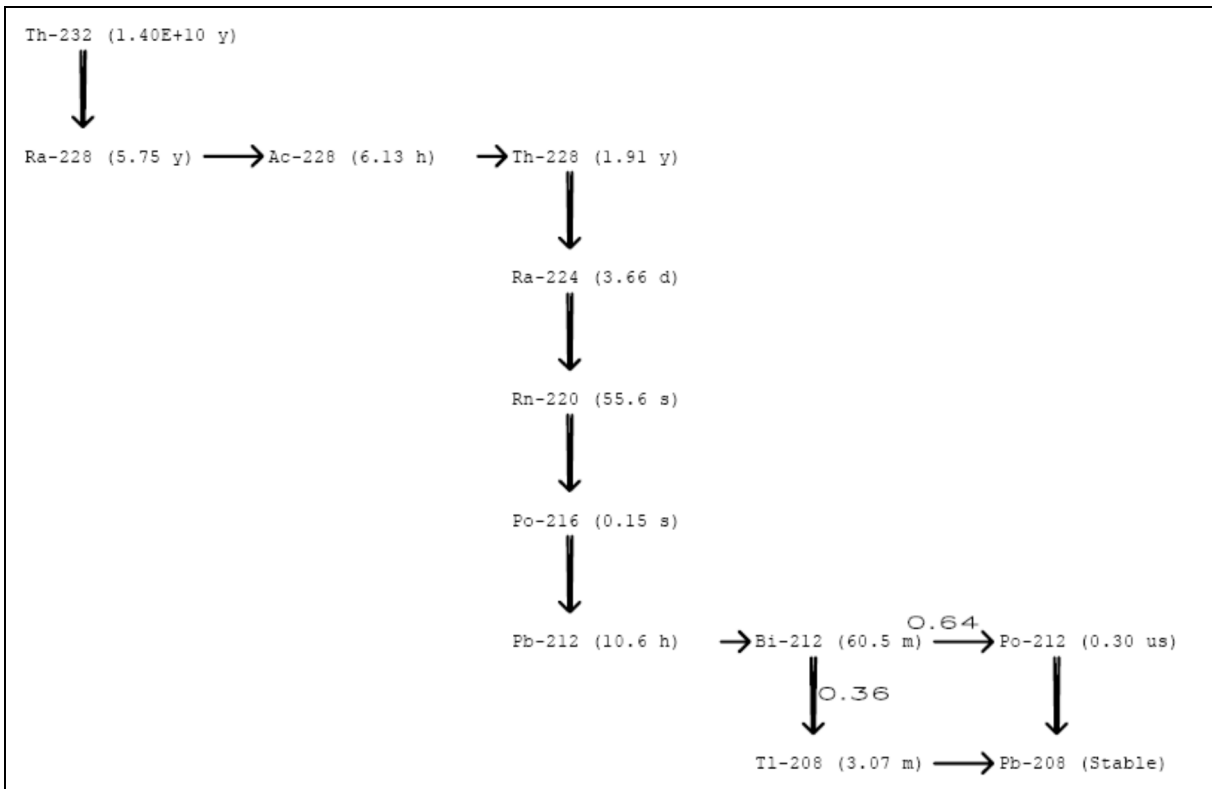 Th-232 (1.40E+10 y)
Ra-228 (5.75 y) Ac-228 (6.13 h) Th-228 (1.91 y)
Ra-224 (3.66 d)
Rn-220 (55.6 s)
Po-216 (0.15 s)
0.64
Pb-212 (10.6 h) Bi-212 (60.5 m) Po-212 (0.30 us)
0.36
Tl-208 (3.07 m) Pb-208 (Stable)